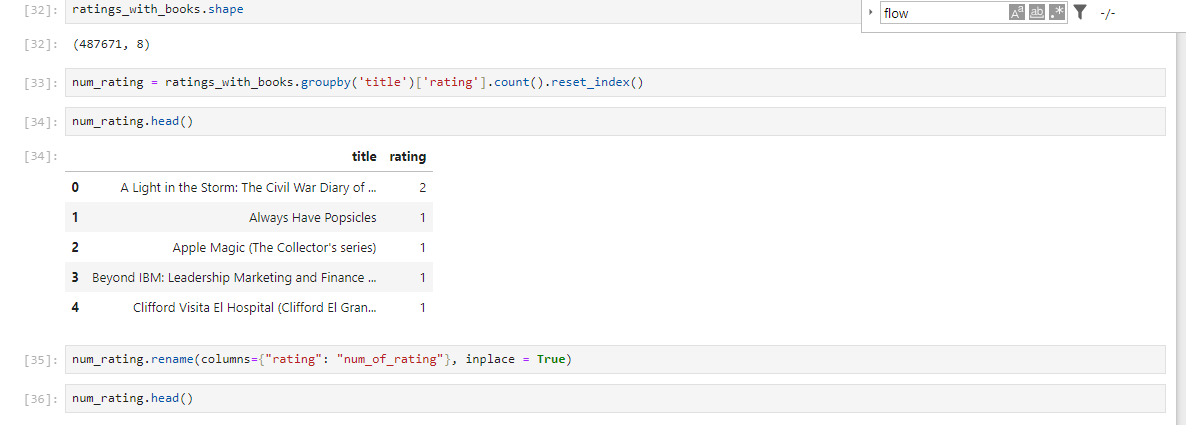 [32]: ratings_with_books.shape
flow
Aª ab .* -/-
[32]: (487671, 8)
[33]: num_rating = ratings_with_books.groupby('title')['rating'].count().reset_index()
[34]: num_rating.head()
[34]: title rating
0 A Light in the Storm: The Civil War Diary of ... 2
1 Always Have Popsicles 1
2 Apple Magic (The Collector's series) 1
3 Beyond IBM: Leadership Marketing and Finance ... 1
4 Clifford Visita El Hospital (Clifford El Gran... 1
[35]: num_rating.rename(columns={"rating": "num_of_rating"}, inplace = True)
[36]: num_rating.head()